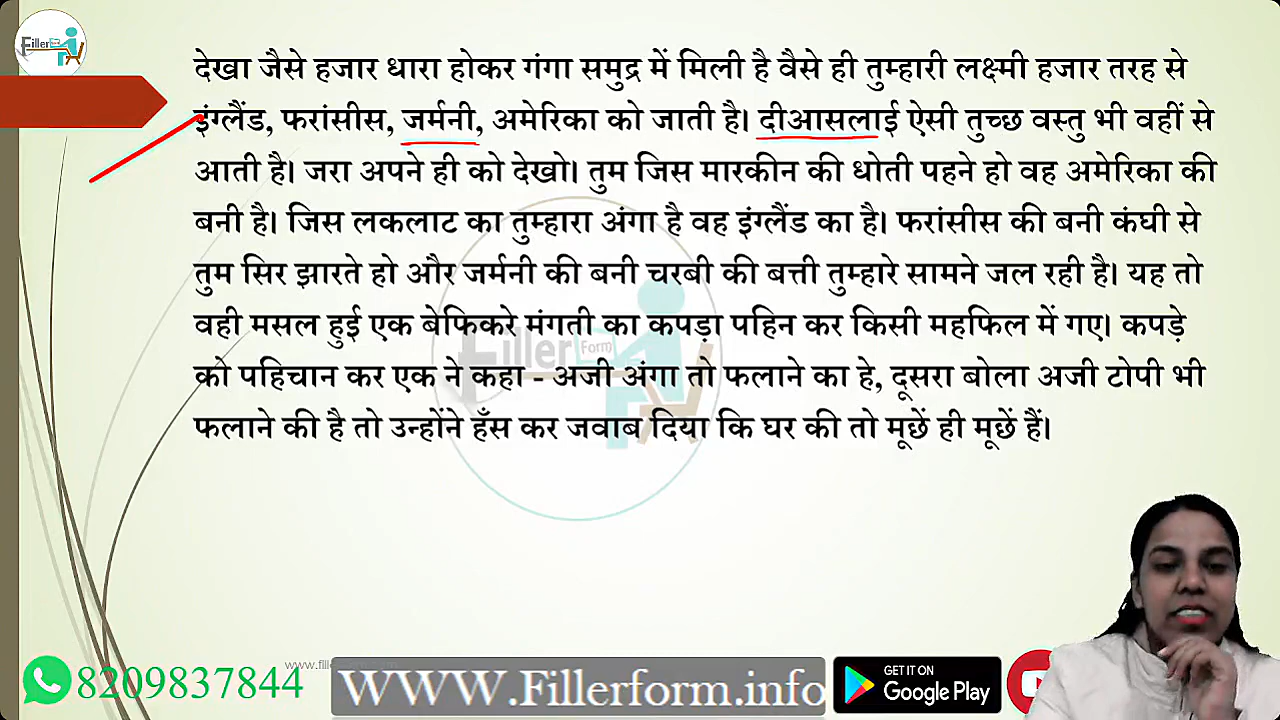 Filler
देखा जैसे हजार धारा होकर गंगा समुद्र में मिली है वैसे ही तुम्हारी लक्ष्मी हजार तरह से
इंग्लैंड, फरांसीस, जर्मनी, अमेरिका को जाती है। दीआसलाई ऐसी तुच्छ वस्तु भी वहीं से
आती है। जरा अपने ही को देखो। तुम जिस मारकीन की धोती पहने हो वह अमेरिका की
बनी है। जिस लकलाट का तुम्हारा अंगा है वह इंग्लैंड का है। फरांसीस की बनी कंघी से
तुम सिर झारते हो और जर्मनी की बनी चरबी की बत्ती तुम्हारे सामने जल रही है। यह तो
वही मसल हुई एक बेफिकरे मंगती का कपड़ा पहिन कर किसी महफिल में गए। कपड़े
को पहिचान कर एक ने कहा - अजी अंगा तो फलाने का हे, दूसरा बोला अजी टोपी भी
फलाने की है तो उन्होंने हँस कर जवाब दिया कि घर की तो मूछें ही मूछें हैं।
Filler Form
8209837844
WWW.Fillerform.info
GET IT ON
Google Play